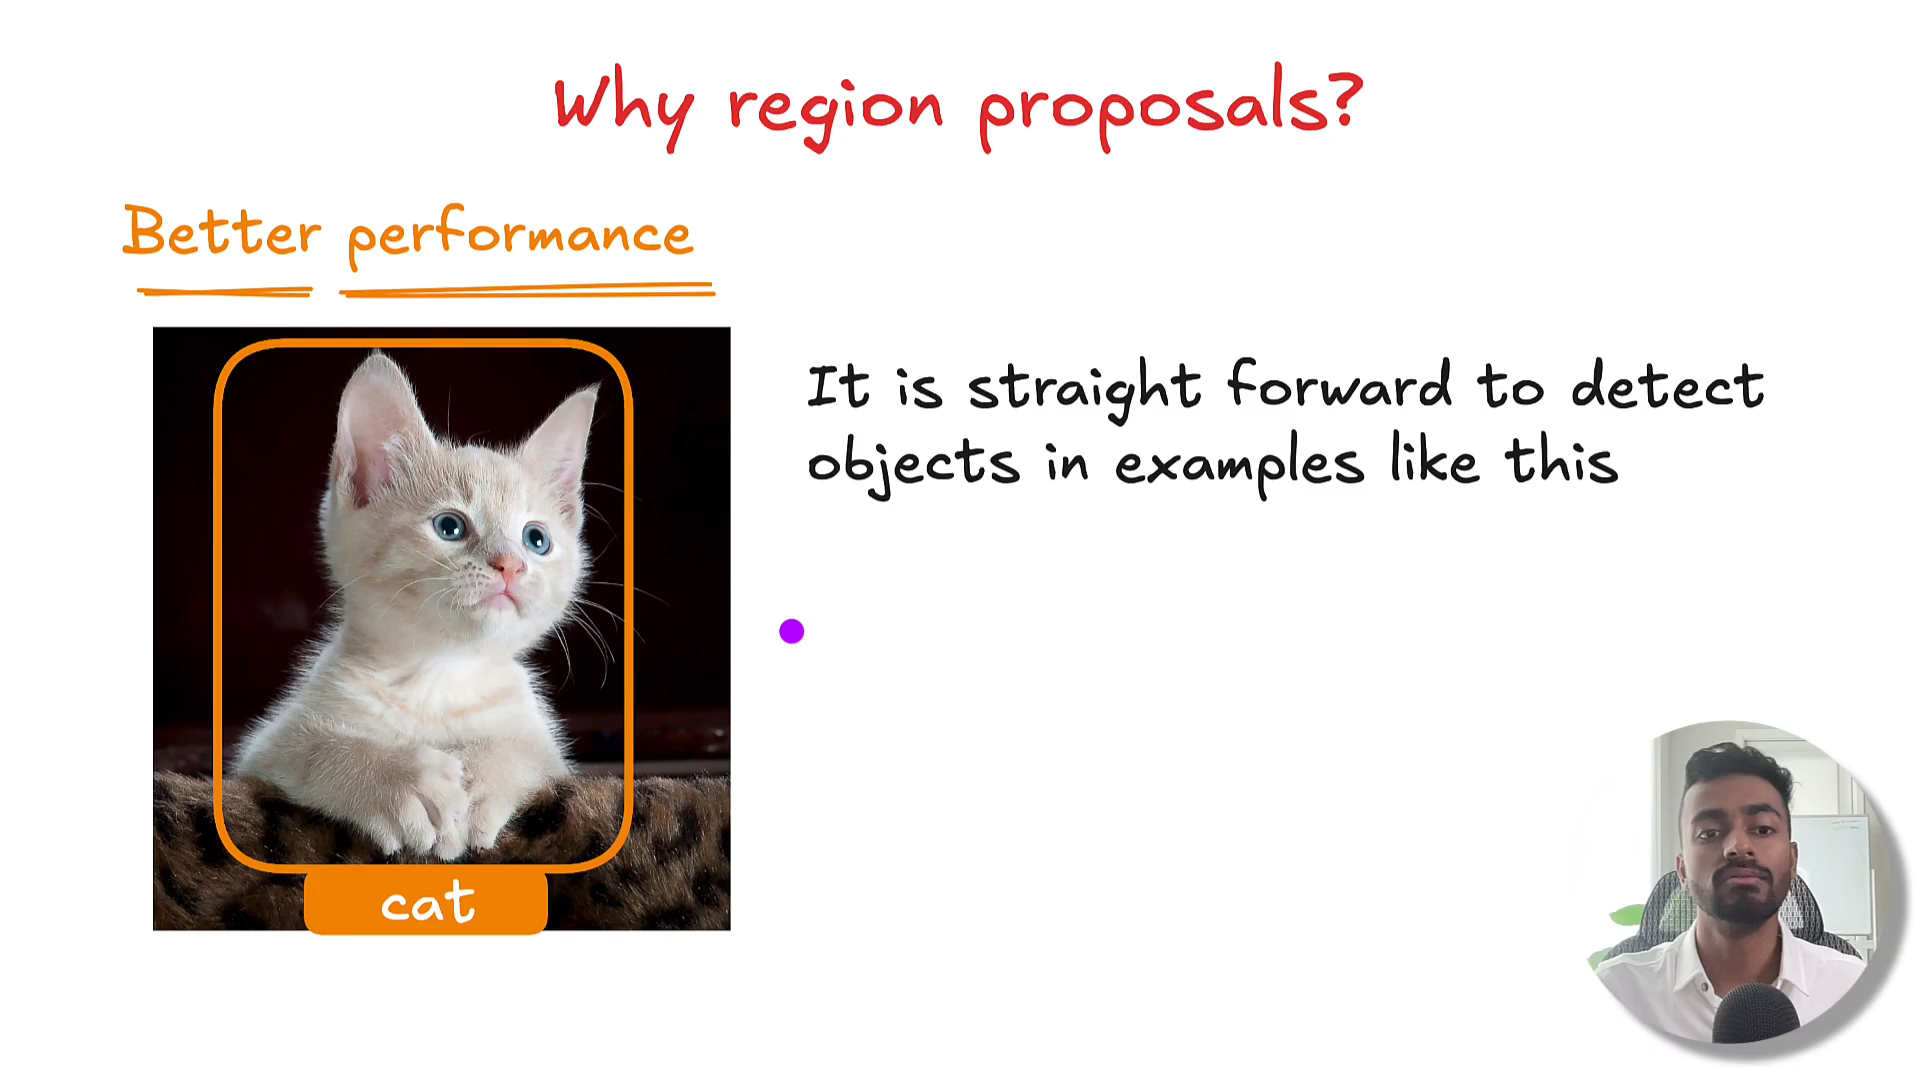 Why region proposals?
Better performance
It is straight forward to detect
objects in examples like this
cat